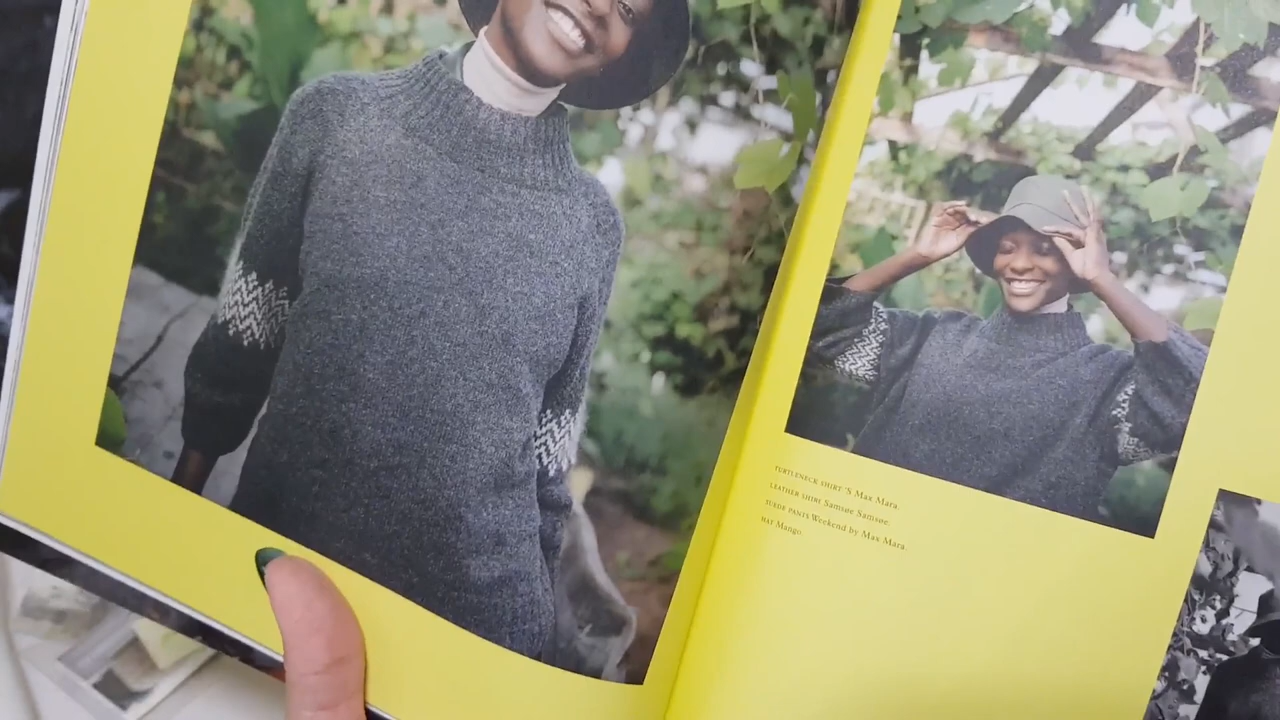 TURTLENECK SHIRT 'S Max Mara.
LEATHER SHIRT Samsøe Samsøe.
SUEDE PANTS Weekend by Max Mara.
HAT Mango.